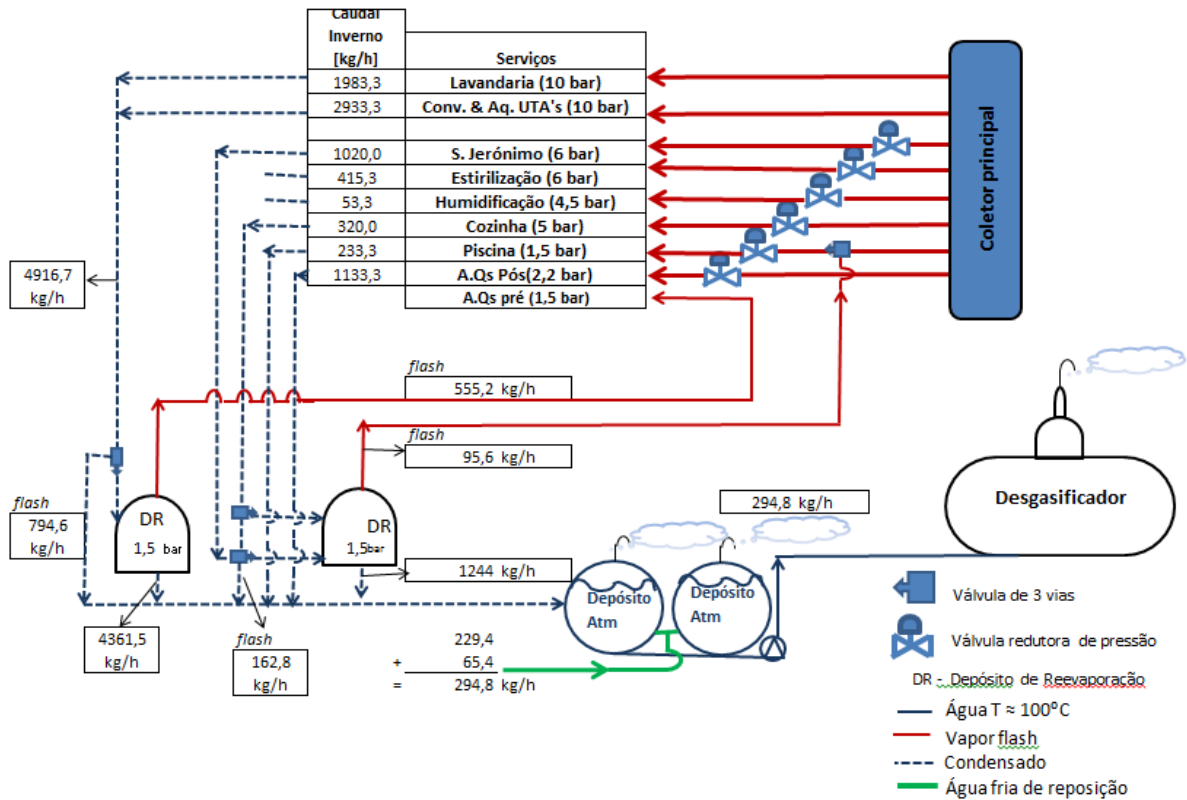 Caudal
Inverno
[kg/h]
Serviços
1983,3 Lavandaria (10 bar)
2933,3 Conv. & Aq. UTA's (10 bar)
1020,0 S. Jerónimo (6 bar)
415,3 Estirilização (6 bar)
53,3 Humidificação (4,5 bar)
320,0 Cozinha (5 bar)
233,3 Piscina (1,5 bar)
1133,3 A.Qs Pós(2,2 bar)
A.Qs pré (1,5 bar)
Coletor principal
4916,7
kg/h
flash
555,2 kg/h
flash
95,6 kg/h
flash
794,6
kg/h
DR
1,5 bar
DR
1,5bar
1244 kg/h
294,8 kg/h
Desgasificador
Depósito
Atm
Depósito
Atm
4361,5
kg/h
flash
162,8
kg/h
229,4
+ 65,4
= 294,8 kg/h
Válvula de 3 vias
Válvula redutora de pressão
DR - Depósito de Reevaporação
Água T ≈ 100°C
Vapor flash
Condensado
Água fria de reposição